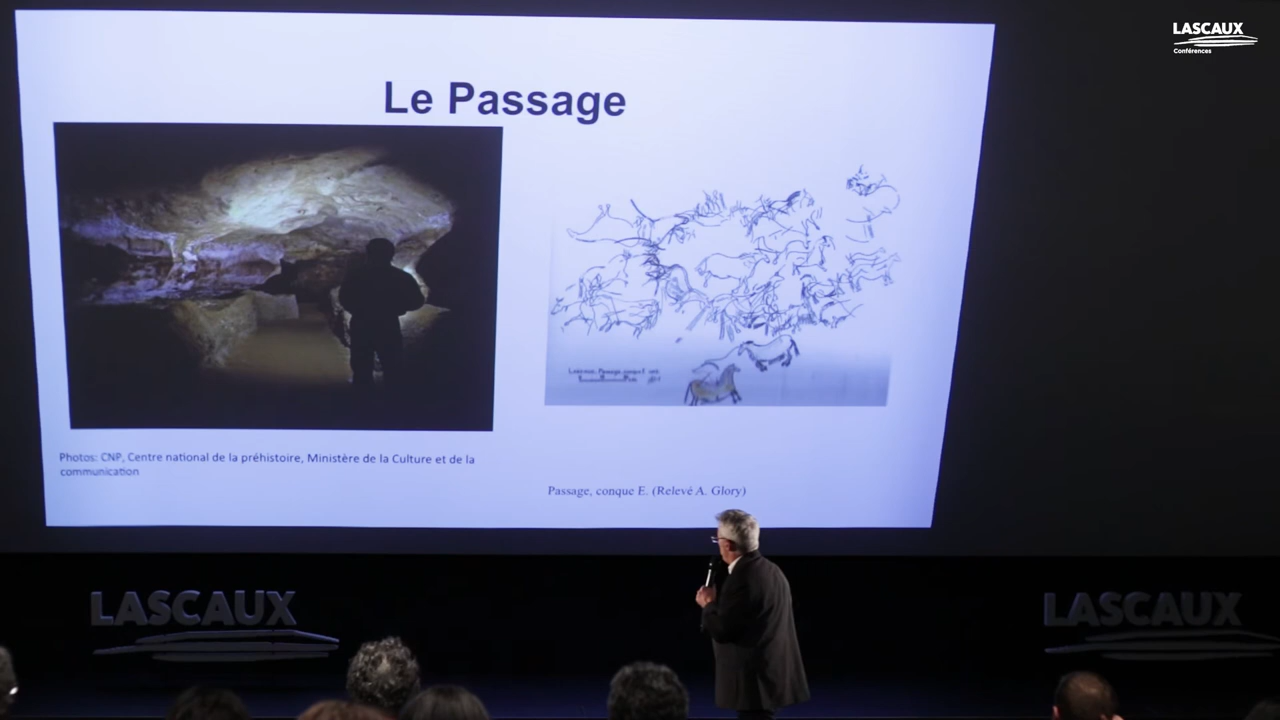 LASCAUX
Conférences
Le Passage
Photos: CNP, Centre national de la préhistoire, Ministère de la Culture et de la
communication
Passage, conque E. (Relevé A. Glory)
LASCAUX
LASCAUX